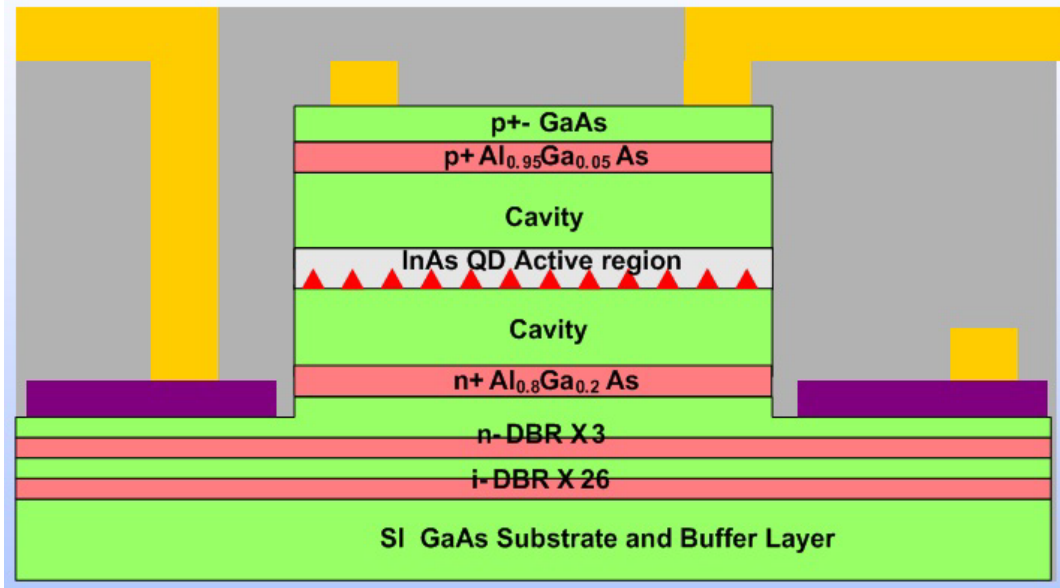 p+- GaAs
p+ Al0.95Ga0.05 As
Cavity
InAs QD Active region
Cavity
n+ Al0.8Ga0.2 As
n- DBR X 3
i- DBR X 26
SI GaAs Substrate and Buffer Layer